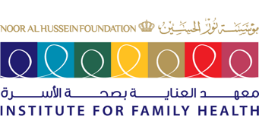 NOOR AL HUSSEIN FOUNDATION مؤسسة نور الحسين
معهد العناية بصحة الأسرة
INSTITUTE FOR FAMILY HEALTH